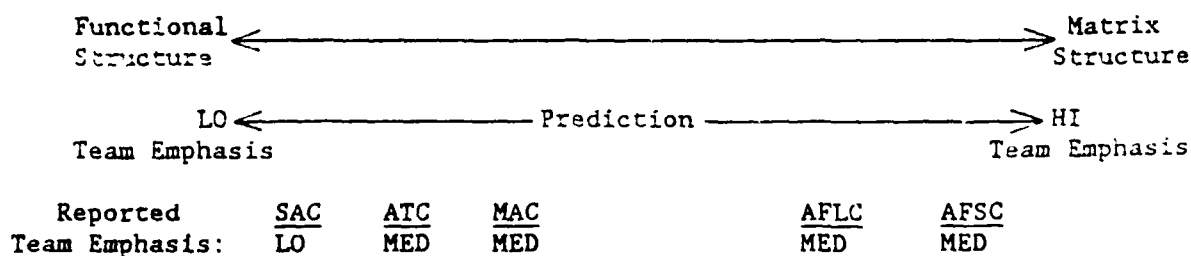 Functional Matrix
Structure Structure
LO Prediction HI
Team Emphasis Team Emphasis
Reported SAC ATC MAC AFLC AFSC
Team Emphasis: LO MED MED MED MED